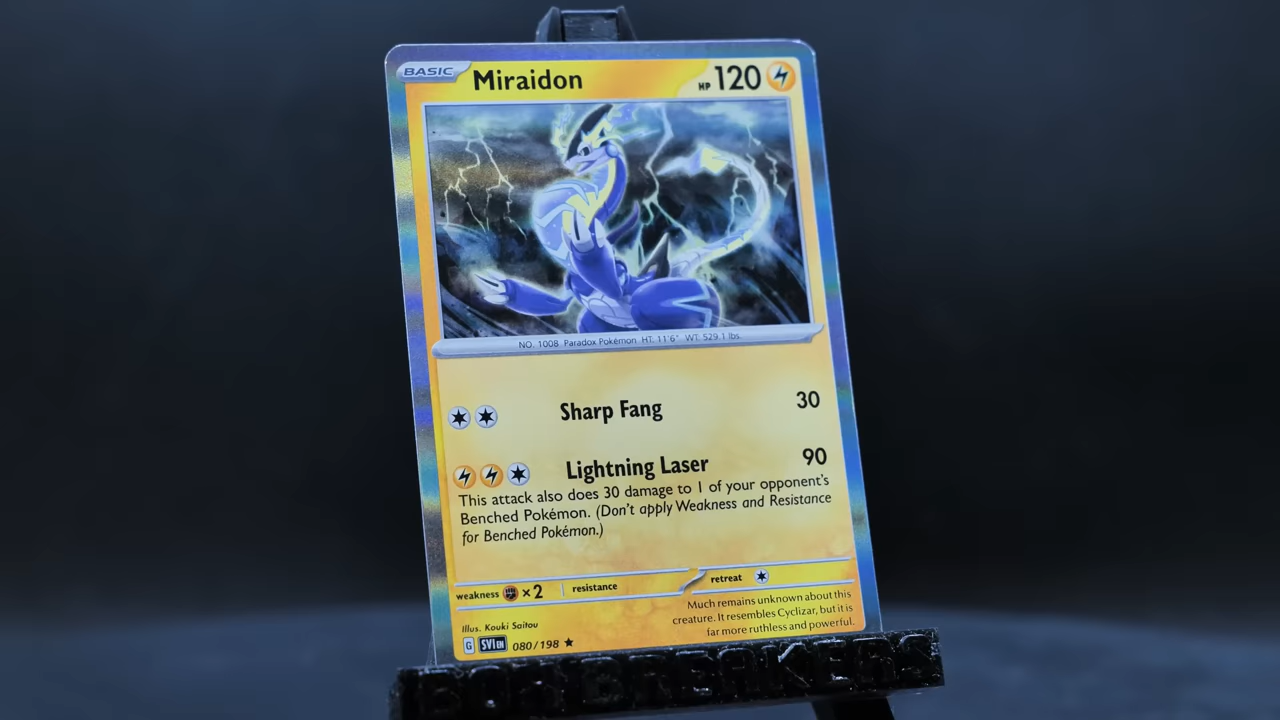 BASIC Miraidon HP 120
NO. 1008 Paradox Pokémon HT. 11'6" WT. 529.1 lbs.
Sharp Fang 30
Lightning Laser 90
This attack also does 30 damage to 1 of your opponent's
Benched Pokémon. (Don't apply Weakness and Resistance
for Benched Pokémon.)
weakness ×2 resistance retreat
Much remains unknown about this
creature. It resembles Cyclizar, but it is
far more ruthless and powerful.
Illus. Kouki Saitou
G SVI EN 080/198
BOX BREAKERS